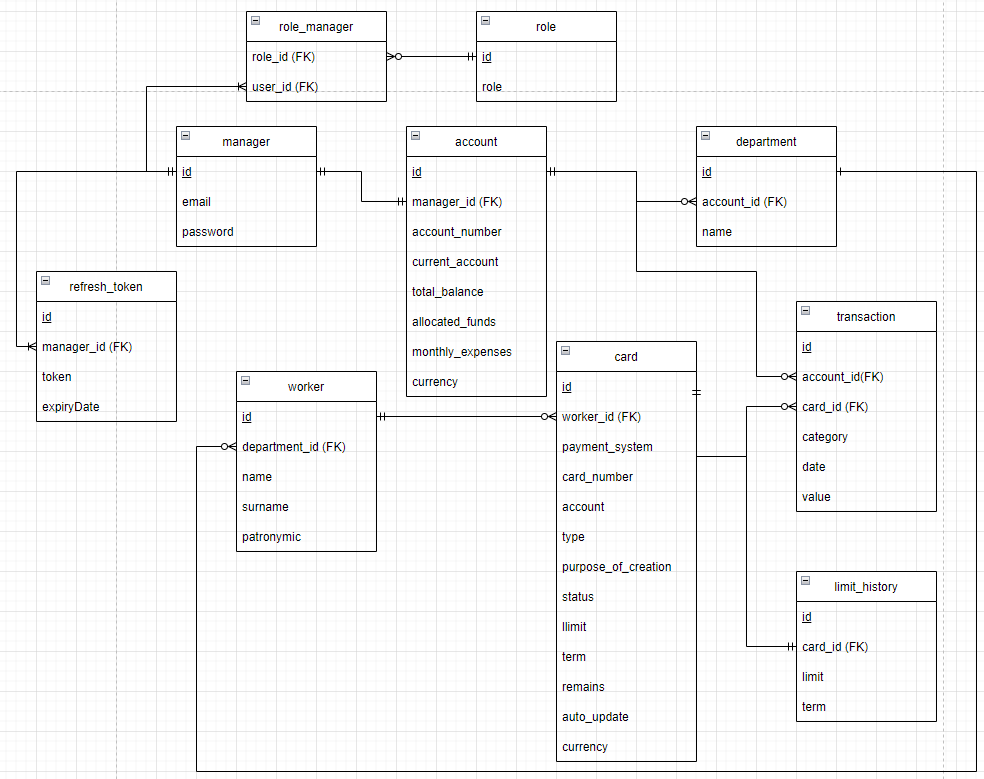 role_manager
role_id (FK)
user_id (FK)
role
id
role
manager
id
email
password
account
id
manager_id (FK)
account_number
current_account
total_balance
allocated_funds
monthly_expenses
currency
department
id
account_id (FK)
name
refresh_token
id
manager_id (FK)
token
expiryDate
transaction
id
account_id(FK)
card_id (FK)
category
date
value
worker
id
department_id (FK)
name
surname
patronymic
card
id
worker_id (FK)
payment_system
card_number
account
type
purpose_of_creation
status
llimit
term
remains
auto_update
currency
limit_history
id
card_id (FK)
limit
term